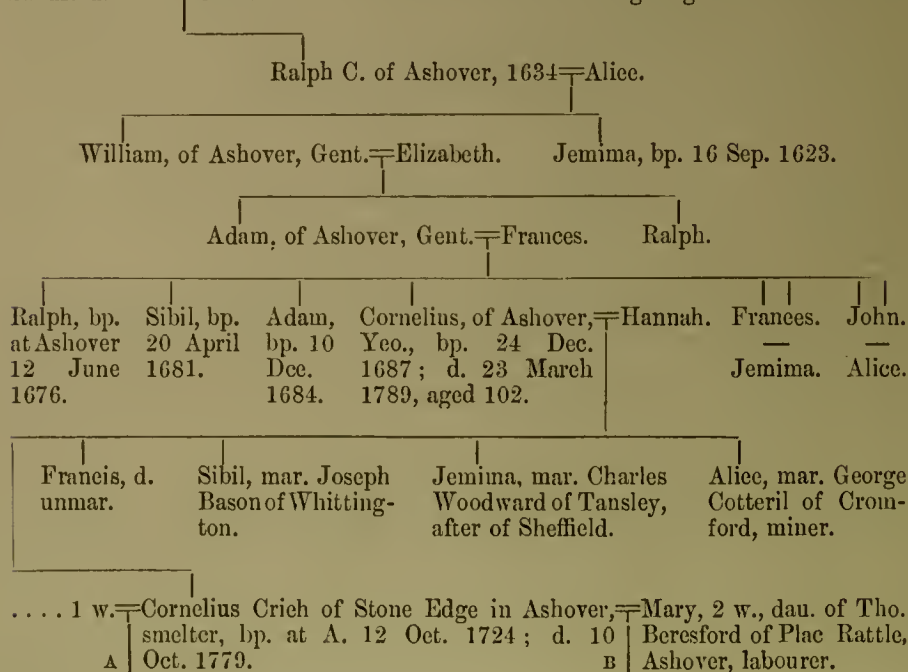 Ralph C. of Ashover, 1634=Alice.
William, of Ashover, Gent.=Elizabeth. Jemima, bp. 16 Sep. 1623.
Adam, of Ashover, Gent.=Frances. Ralph.
Ralph, bp. at Ashover 12 June 1676.
Sibil, bp. 20 April 1681.
Adam, bp. 10 Dec. 1684.
Cornelius, of Ashover,=Hannah.
Yeo., bp. 24 Dec.
1687; d. 23 March
1789, aged 102.
Frances.
—
Jemima.
John.
—
Alice.
Francis, d.
unmar.
Sibil, mar. Joseph
Bason of Whitting-
ton.
Jemima, mar. Charles
Woodward of Tansley,
after of Sheffield.
Alice, mar. George
Cotteril of Crom-
ford, miner.
.... 1 w.=Cornelius Crich of Stone Edge in Ashover,=Mary, 2 w., dau. of Tho.
smelter, bp. at A. 12 Oct. 1724; d. 10 Beresford of Plac Rattle,
A Oct. 1779. B Ashover, labourer.